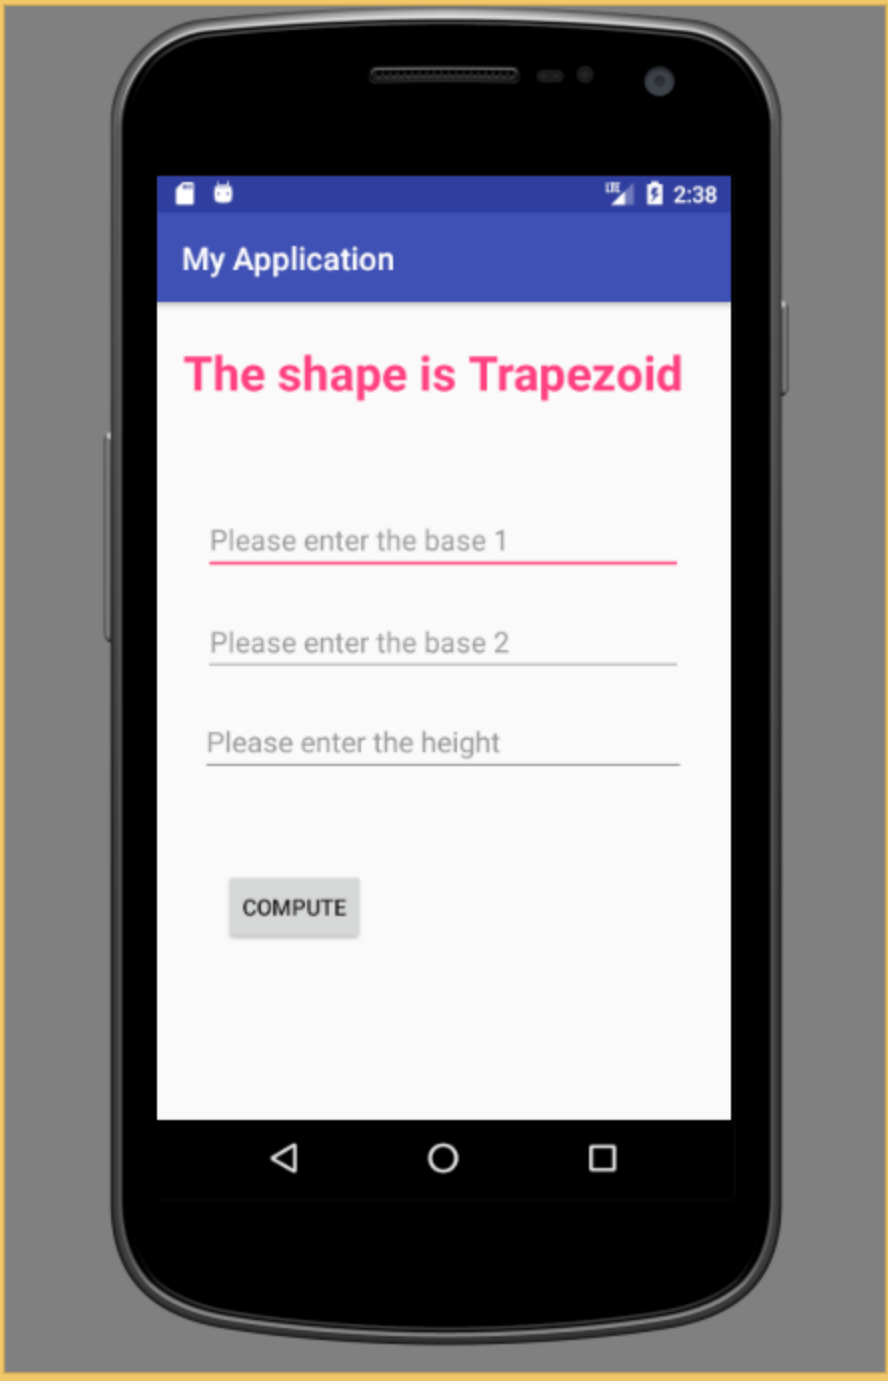 LTE 2:38
My Application
The shape is Trapezoid
Please enter the base 1
Please enter the base 2
Please enter the height
COMPUTE